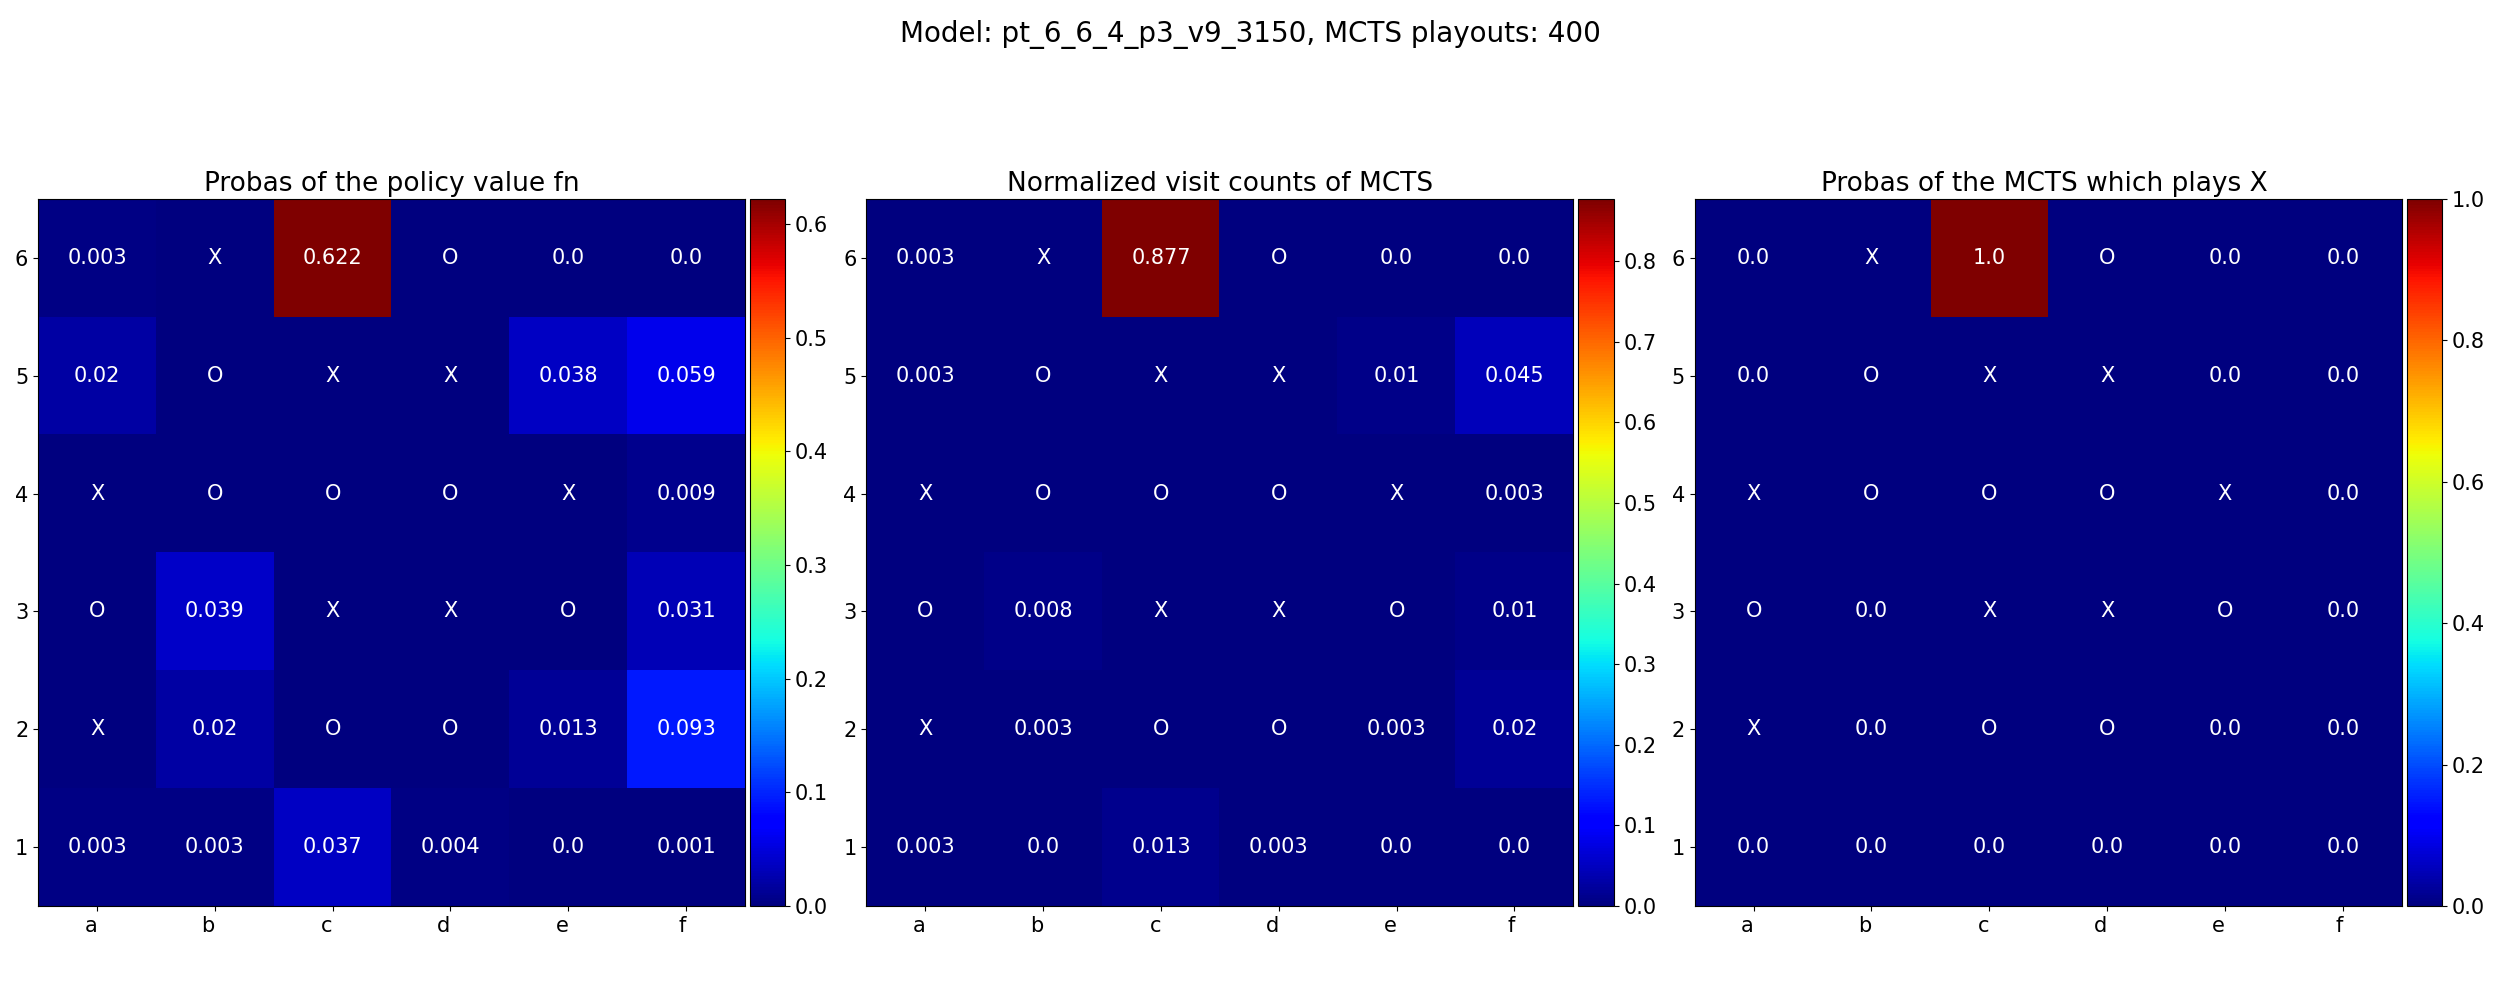 Model: pt_6_6_4_p3_v9_3150, MCTS playouts: 400
Probas of the policy value fn
6 0.003 X 0.622 O 0.0 0.0
5 0.02 O X X 0.038 0.059
4 X O O O X 0.009
3 O 0.039 X X O 0.031
2 X 0.02 O O 0.013 0.093
1 0.003 0.003 0.037 0.004 0.0 0.001
a b c d e f
0.6
0.5
0.4
0.3
0.2
0.1
0.0
Normalized visit counts of MCTS
6 0.003 X 0.877 O 0.0 0.0
5 0.003 O X X 0.01 0.045
4 X O O O X 0.003
3 O 0.008 X X O 0.01
2 X 0.003 O O 0.003 0.02
1 0.003 0.0 0.013 0.003 0.0 0.0
a b c d e f
0.8
0.7
0.6
0.5
0.4
0.3
0.2
0.1
0.0
Probas of the MCTS which plays X
6 0.0 X 1.0 O 0.0 0.0
5 0.0 O X X 0.0 0.0
4 X O O O X 0.0
3 O 0.0 X X O 0.0
2 X 0.0 O O 0.0 0.0
1 0.0 0.0 0.0 0.0 0.0 0.0
a b c d e f
1.0
0.8
0.6
0.4
0.2
0.0